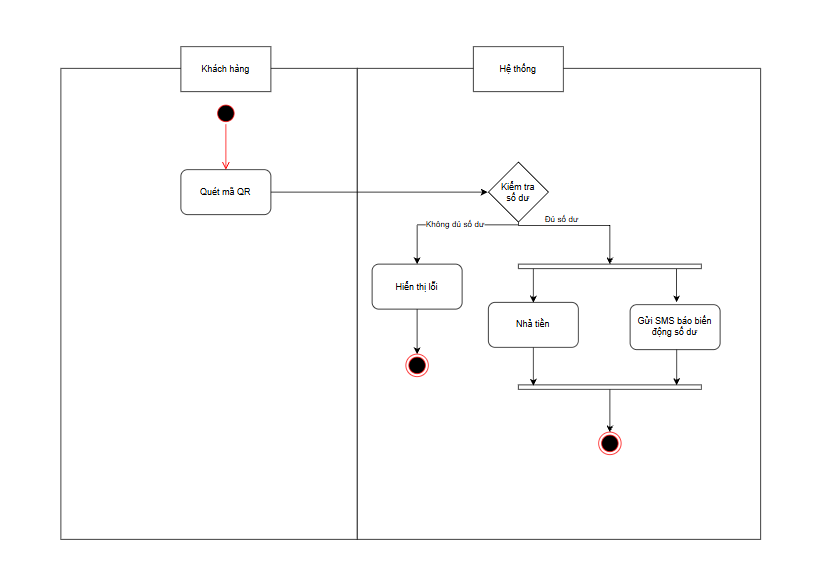 Khách hàng
Hệ thống
Quét mã QR
Kiểm tra
số dư
Không đủ số dư
Đủ số dư
Hiển thị lỗi
Nhả tiền
Gửi SMS báo biến
động số dư